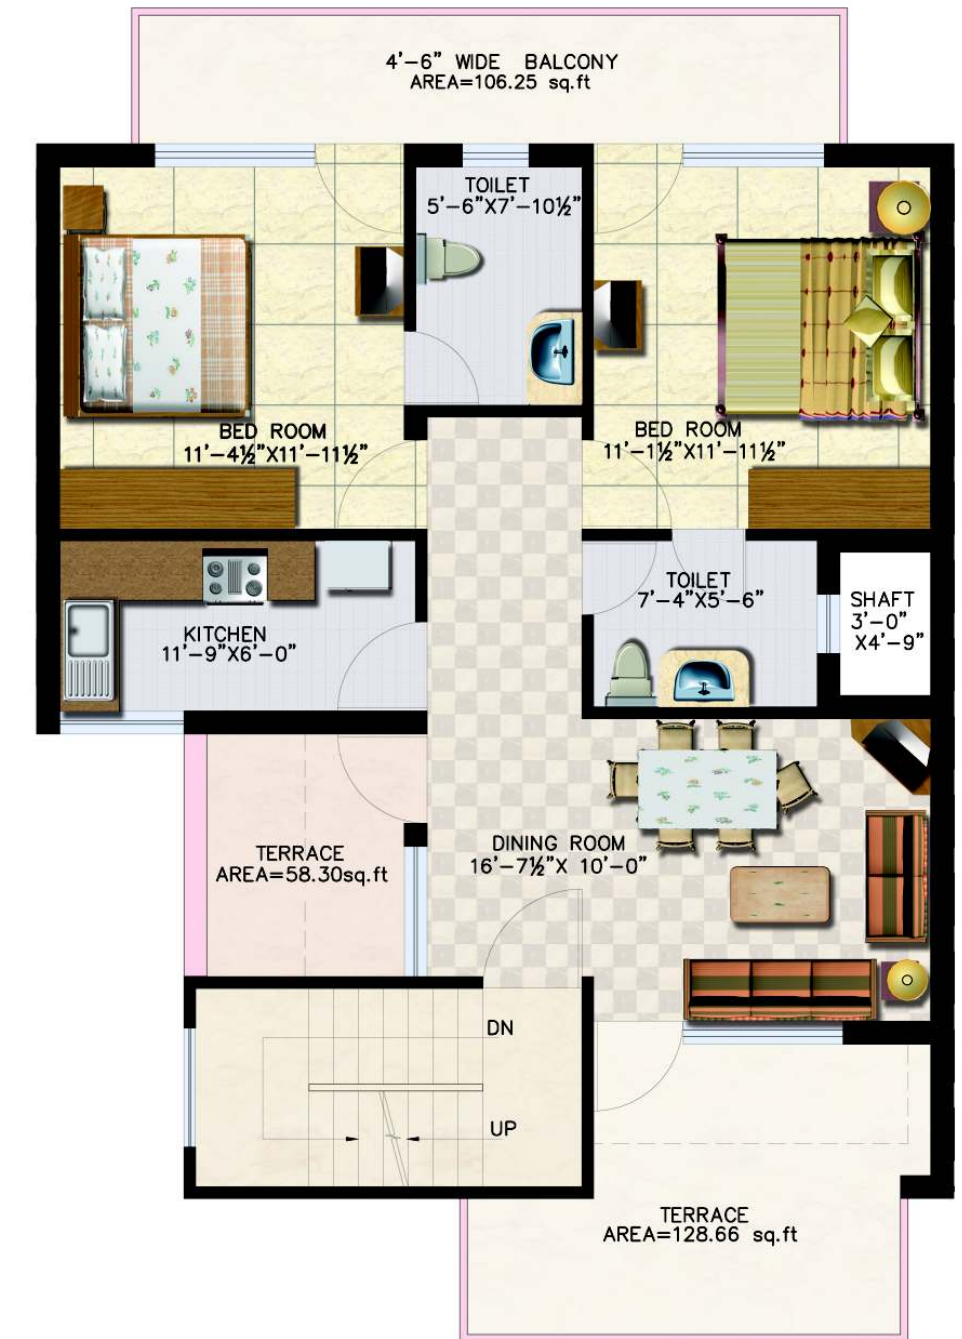 4'-6" WIDE BALCONY
AREA=106.25 sq.ft
TOILET
5'-6"X7'-10½"
BED ROOM
11'-4½"X11'-11½"
BED ROOM
11'-1½"X11'-11½"
KITCHEN
11'-9"X6'-0"
TOILET
7'-4"X5'-6"
SHAFT
3'-0"
X4'-9"
TERRACE
AREA=58.30sq.ft
DINING ROOM
16'-7½"X 10'-0"
DN
UP
TERRACE
AREA=128.66 sq.ft